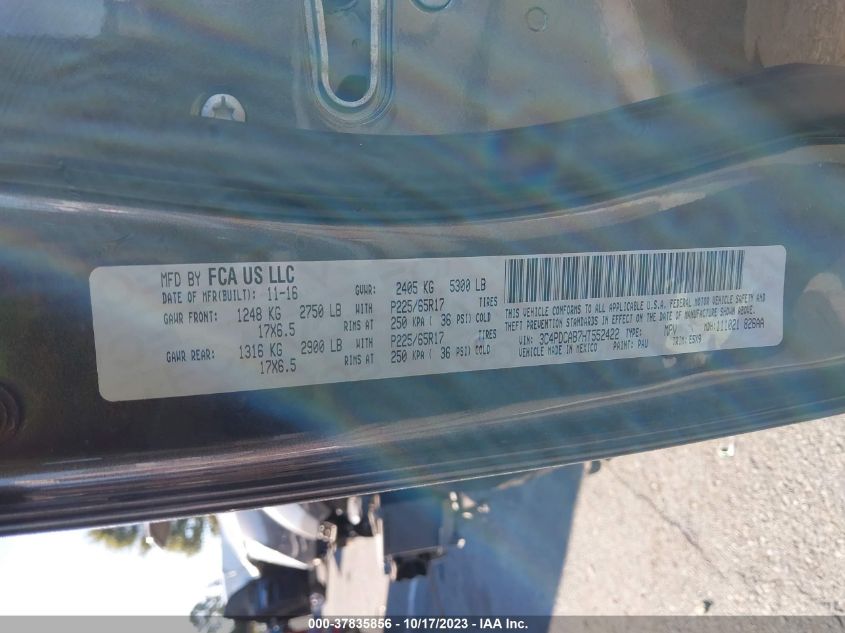 MFD BY FCA US LLC
DATE OF MFR(BUILT): 11-16 GVWR: 2405 KG 5300 LB
GAWR FRONT: 1248 KG 2750 LB WITH P225/65R17 TIRES
17X6.5 RIMS AT 250 KPA ( 36 PSI) COLD
GAWR REAR: 1316 KG 2900 LB WITH P225/65R17 TIRES
17X6.5 RIMS AT 250 KPA ( 36 PSI) COLD
THIS VEHICLE CONFORMS TO ALL APPLICABLE U.S.A. FEDERAL MOTOR VEHICLE SAFETY AND
THEFT PREVENTION STANDARDS IN EFFECT ON THE DATE OF MANUFACTURE SHOWN ABOVE.
VIN: 3C4PDCAB7HT552422 TYPE: MPV MDH: 111021 826AA
VEHICLE MADE IN MEXICO PAINT: PAU TRIM:
000-37835856 - 10/17/2023 - IAA Inc.